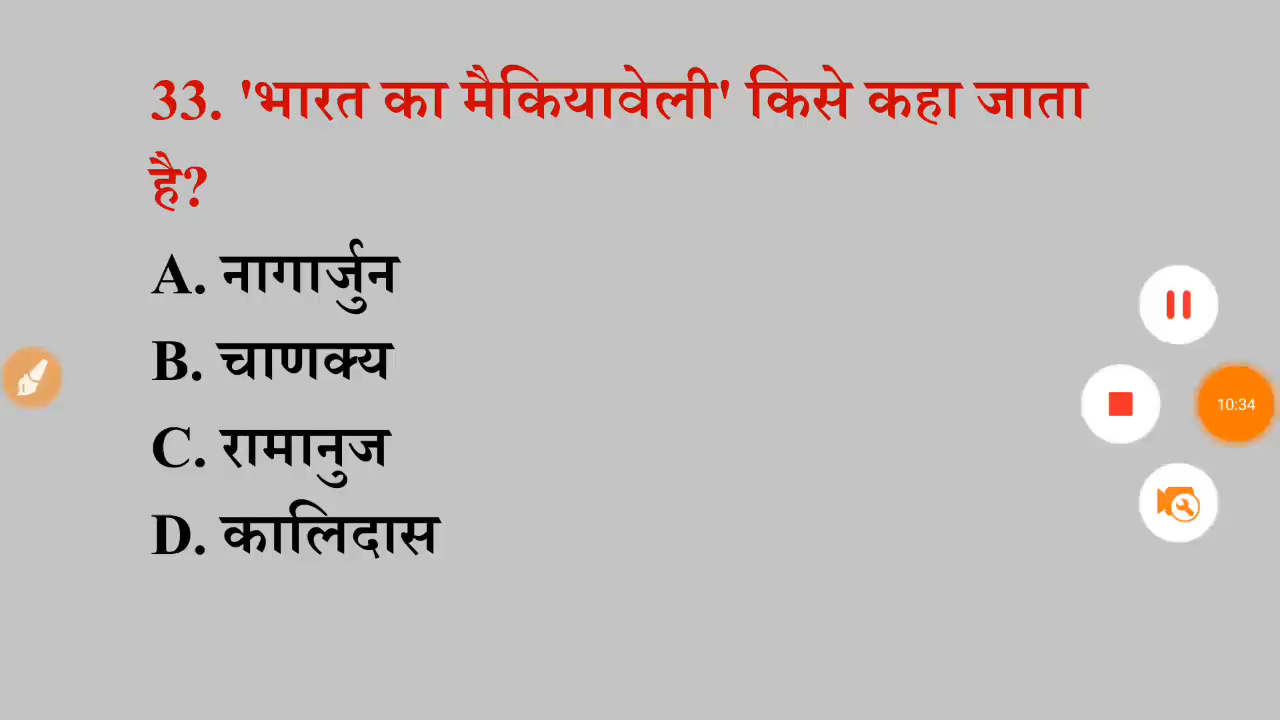 33. 'भारत का मैकियावेली' किसे कहा जाता
है?
A. नागार्जुन
B. चाणक्य
C. रामानुज
D. कालिदास
10:34